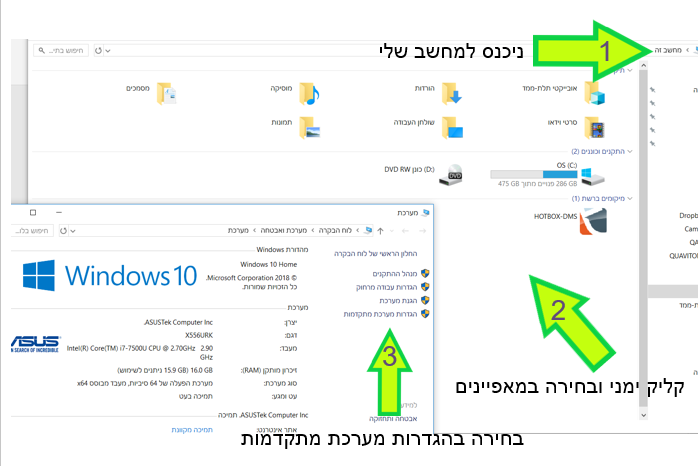 1
ניכנס למחשב שלי
מחשב זה
חיפוש בתי...
אובייקטי תלת-ממד
הורדות
מוסיקה
מסמכים
סרטי וידאו
שולחן העבודה
תמונות
התקנים וכוננים (2)
OS (C:)
286 GB פנויים מתוך 475 GB
כונן DVD RW (D:)
DVD
מיקומים ברשת (1)
HOTBOX-DMS
Dropb
Cam
QA
QUAVITO
תלת-ממד
2
קליק ימני ובחירה במאפיינים
מערכת
לוח הבקרה
מערכת ואבטחה
מערכת
חיפוש בלו...
החלון הראשי של לוח הבקרה
מנהל ההתקנים
הגדרות עבודה מרחוק
הגנת מערכת
הגדרות מערכת מתקדמות
מהדורת Windows
Windows 10 Home
© 2018 Microsoft Corporation.
כל הזכויות שמורות.
Windows 10
מערכת
יצרן:
ASUSTek Computer Inc.
דגם:
X556URK
מעבד:
Intel(R) Core(TM) i7-7500U CPU @ 2.70GHz 2.90 GHz
זיכרון מותקן (RAM):
16.0 GB (15.9 GB ניתנים לשימוש)
סוג מערכת:
מערכת הפעלה של 64 סיביות, מעבד מבוסס x64
עט ומגע:
תמיכה בעט
ASUS
IN SEARCH OF INCREDIBLE
ASUSTek Computer Inc. תמיכה
אתר אינטרנט:
תמיכה מקוונת
אבטחה ותחזוקה
3
בחירה בהגדרות מערכת מתקדמות